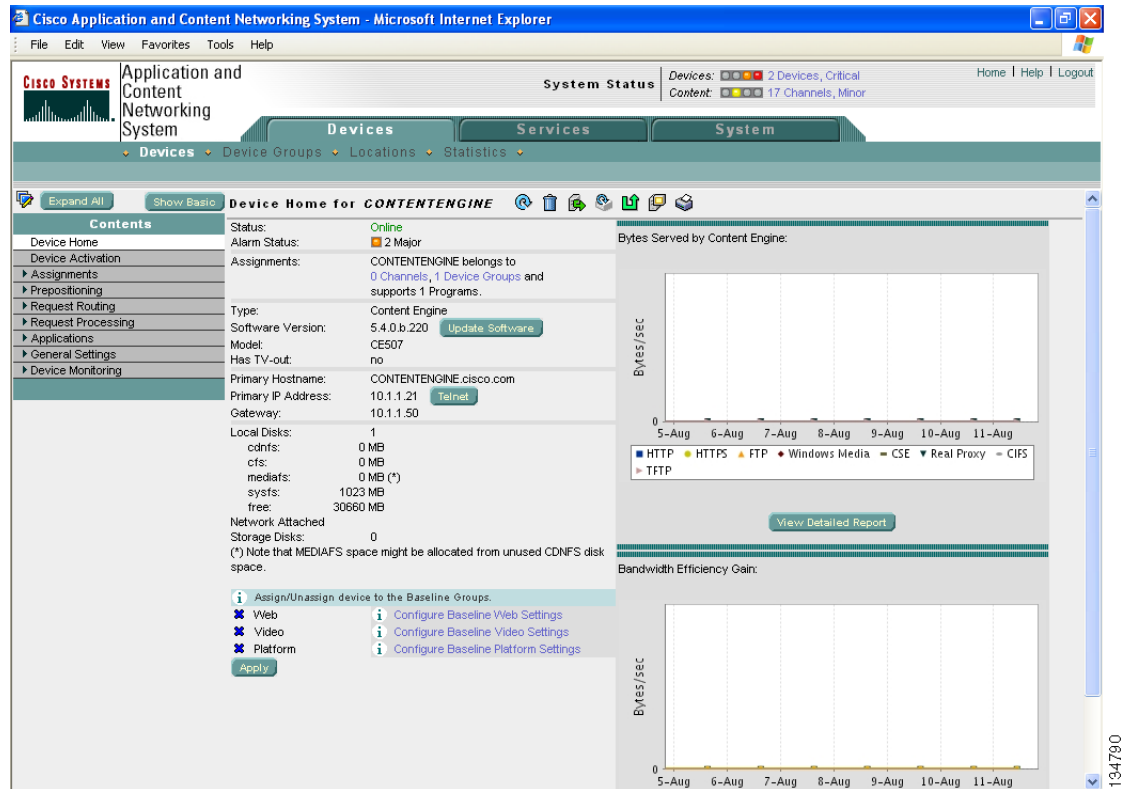 Cisco Application and Content Networking System - Microsoft Internet Explorer
File Edit View Favorites Tools Help
CISCO SYSTEMS
Application and
Content
Networking
System
System Status
Devices: 2 Devices, Critical
Content: 17 Channels, Minor
Home | Help | Logout
Devices Services System
Devices Device Groups Locations Statistics
Expand All Show Basic
Device Home for CONTENTENGINE
Contents
Device Home
Device Activation
Assignments
Prepositioning
Request Routing
Request Processing
Applications
General Settings
Device Monitoring
Status: Online
Alarm Status: 2 Major
Assignments: CONTENTENGINE belongs to
0 Channels, 1 Device Groups and
supports 1 Programs.
Type: Content Engine
Software Version: 5.4.0.b.220 Update Software
Model: CE507
Has TV-out: no
Primary Hostname: CONTENTENGINE.cisco.com
Primary IP Address: 10.1.1.21 Telnet
Gateway: 10.1.1.50
Local Disks: 1
cdnfs: 0 MB
cfs: 0 MB
mediafs: 0 MB (*)
sysfs: 1023 MB
free: 30660 MB
Network Attached
Storage Disks: 0
(*) Note that MEDIAFS space might be allocated from unused CDNFS disk
space.
Assign/Unassign device to the Baseline Groups.
Web Configure Baseline Web Settings
Video Configure Baseline Video Settings
Platform Configure Baseline Platform Settings
Apply
Bytes Served by Content Engine:
Bytes/sec
0
5-Aug 6-Aug 7-Aug 8-Aug 9-Aug 10-Aug 11-Aug
HTTP HTTPS FTP Windows Media CSE Real Proxy CIFS
TFTP
View Detailed Report
Bandwidth Efficiency Gain:
Bytes/sec
0
5-Aug 6-Aug 7-Aug 8-Aug 9-Aug 10-Aug 11-Aug
134790